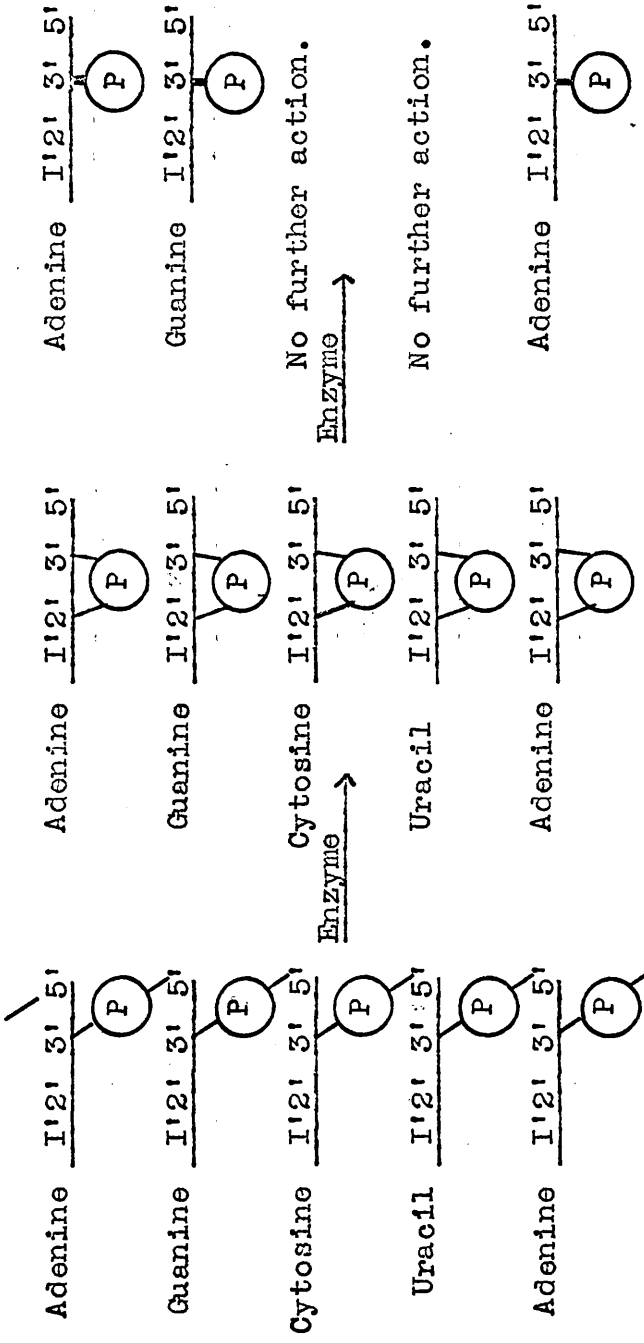 Adenine I'2' 3' 5' Adenine I'2' 3' 5' Adenine I'2' 3' 5'
P P P
Guanine I'2' 3' 5' Guanine I'2' 3' 5' Guanine I'2' 3' 5'
P P P
Cytosine I'2' 3' 5' Cytosine I'2' 3' 5' No further action.
Enzyme Enzyme
P P
Uracil I'2' 3' 5' Uracil I'2' 3' 5' No further action.
P P
Adenine I'2' 3' 5' Adenine I'2' 3' 5' Adenine I'2' 3' 5'
P P P